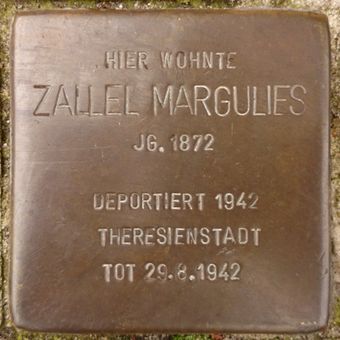 HIER WOHNTE
ZALLEL MARGULIES
JG. 1872
DEPORTIERT 1942
THERESIENSTADT
TOT 29.8.1942